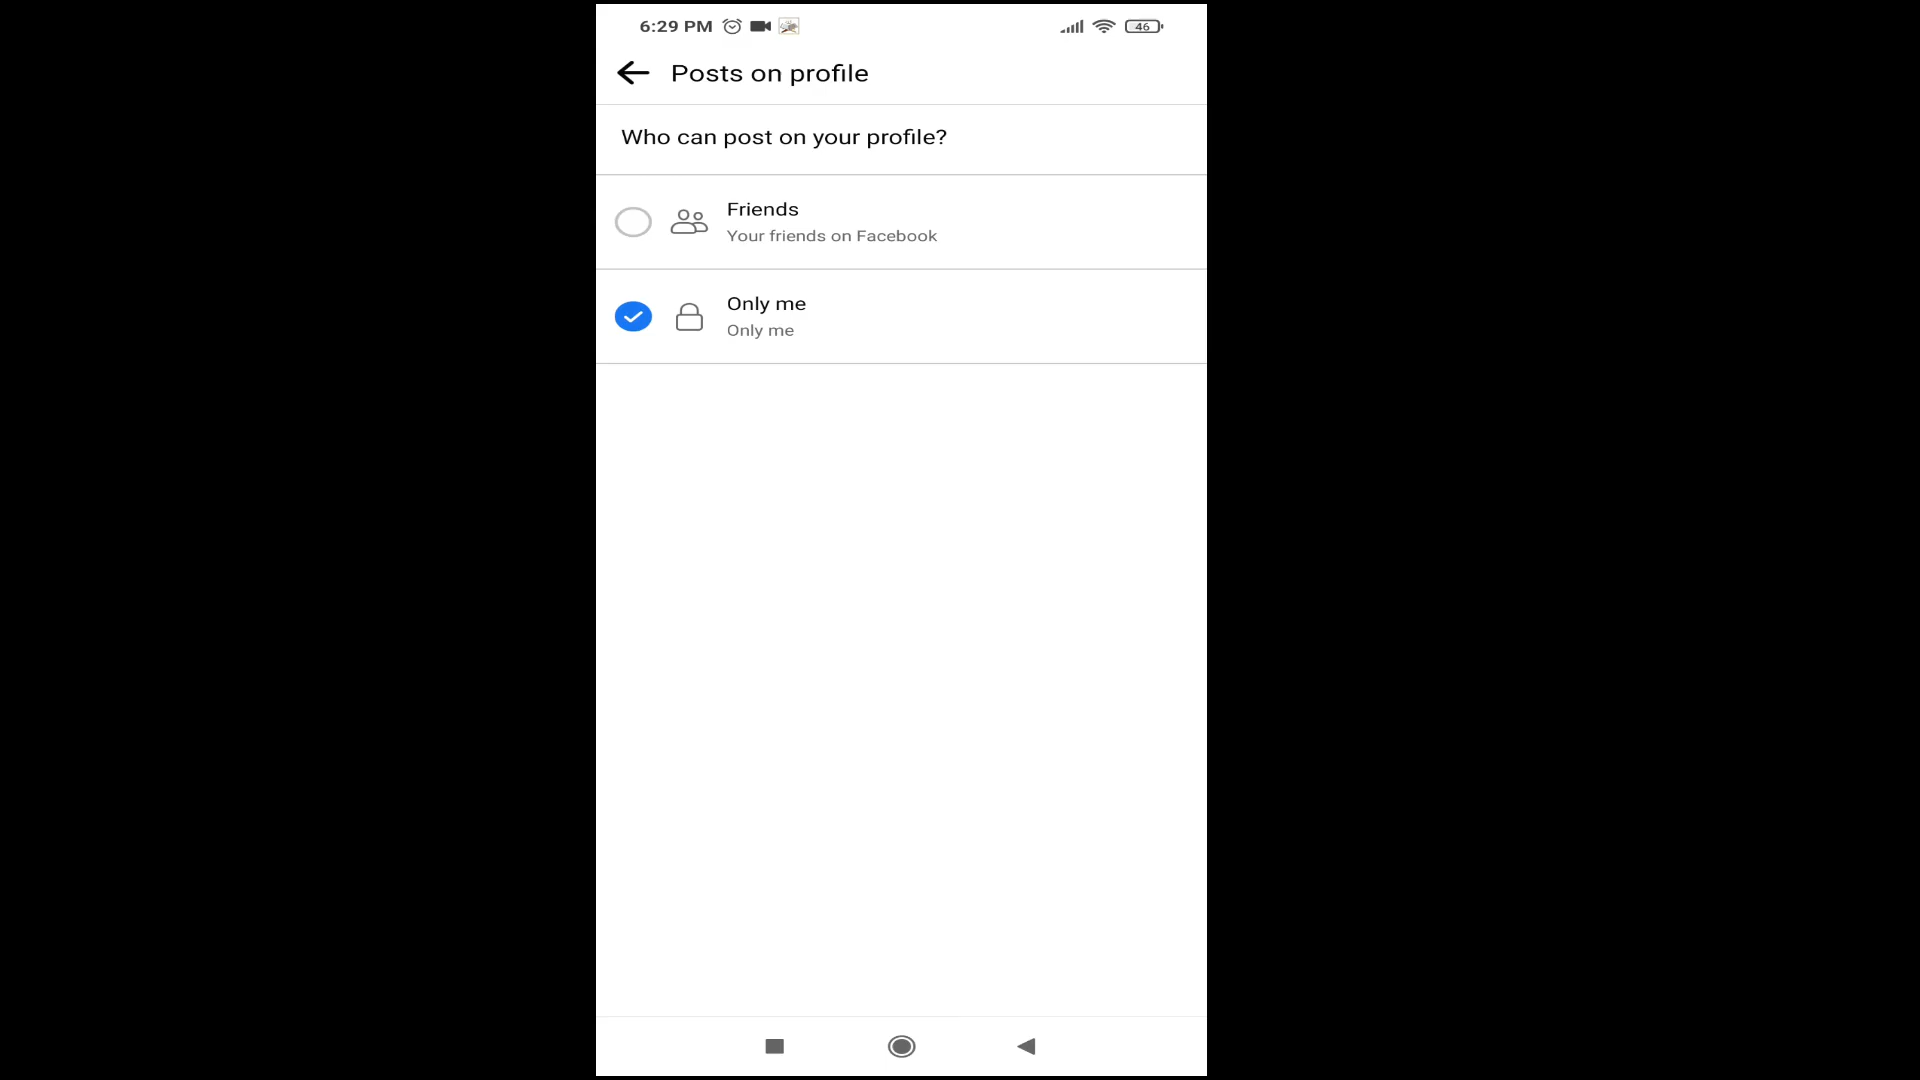 6:29 PM
46
Posts on profile
Who can post on your profile?
Friends
Your friends on Facebook
Only me
Only me